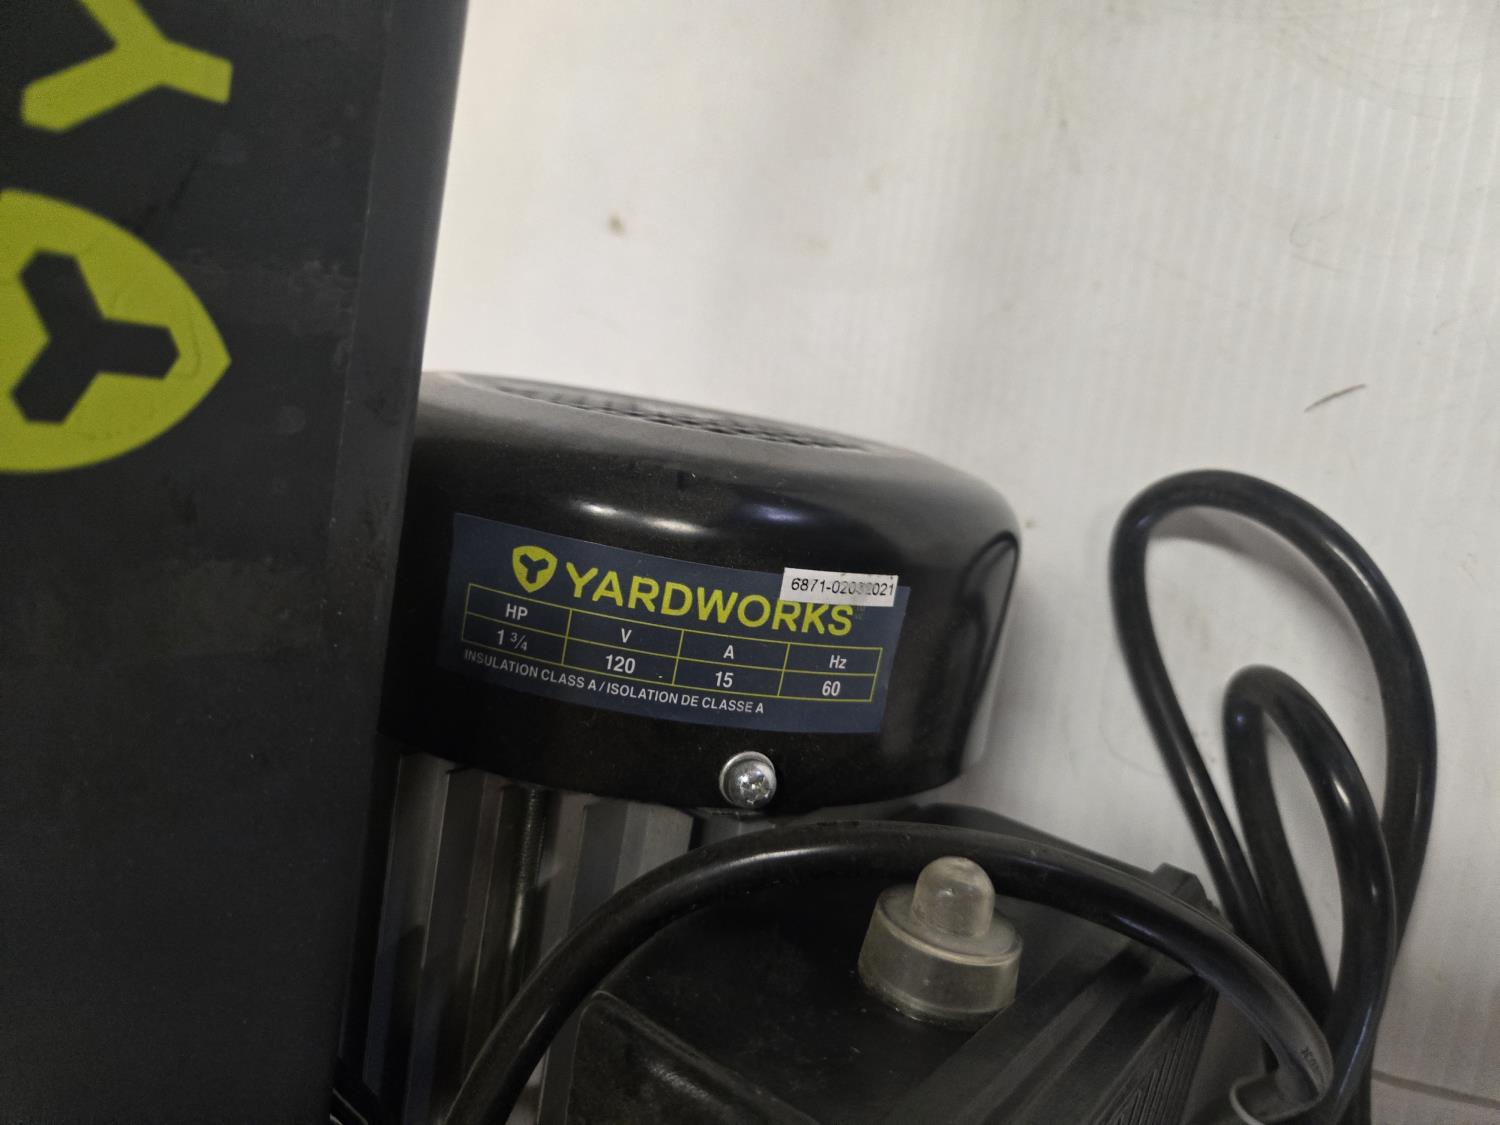 YARDWORKS
6871-02032021
HP V A Hz
1 3/4 120 15 60
INSULATION CLASS A / ISOLATION DE CLASSE A